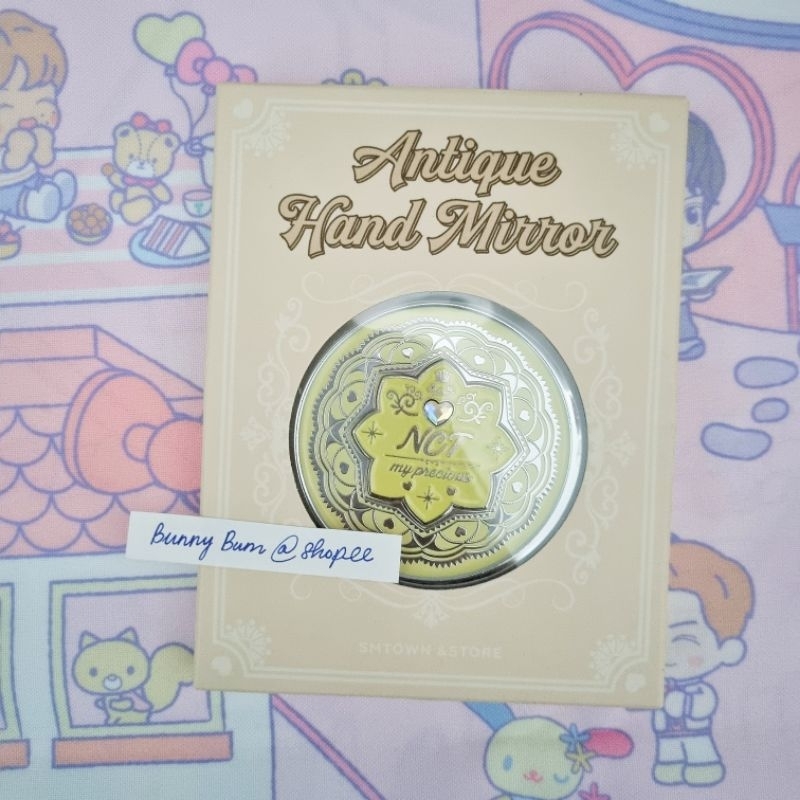 Antique
Hand Mirror
NCT
my precious
Bunny Bum @ shopee
SMTOWN &STORE